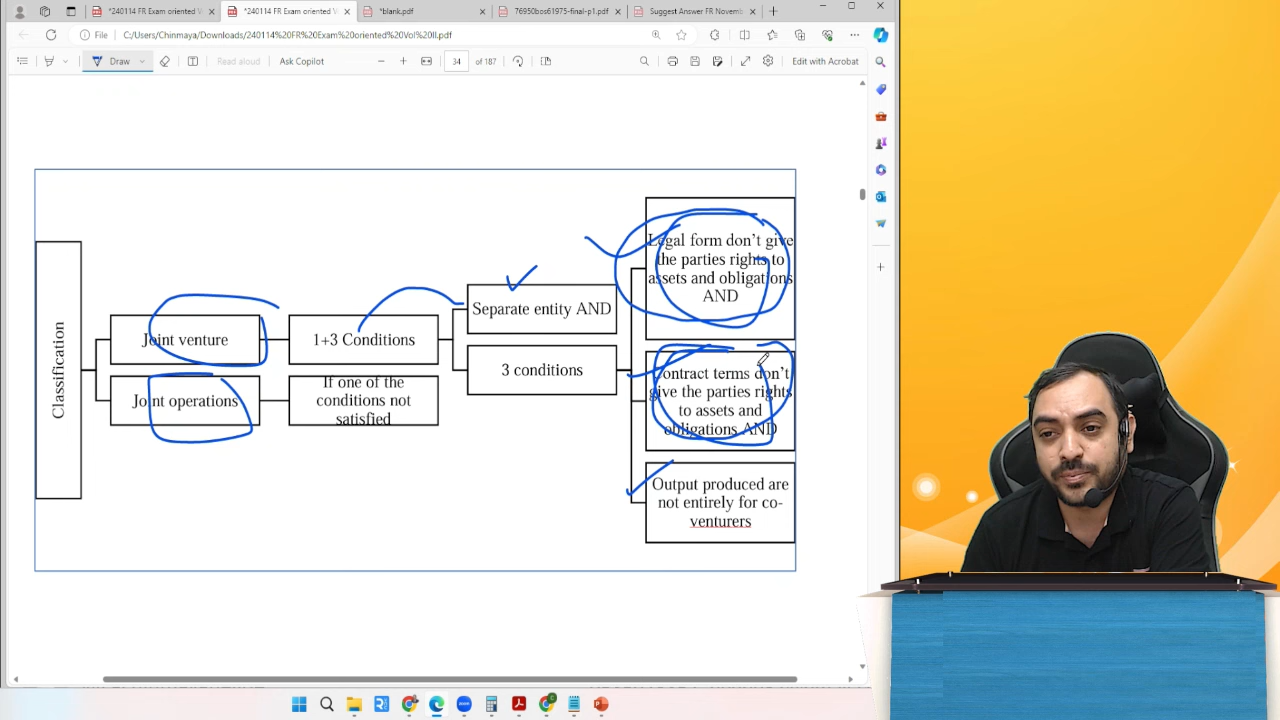 *240114 FR Exam oriented V
*240114 FR Exam oriented V
*blank.pdf
76950bos61975-final-p1.pdf
Suggest Answer FR Novemb
File
C:/Users/Chinmaya/Downloads/240114%20FR%20Exam%20oriented%20Vol%20II.pdf
Draw
Read aloud
Ask Copilot
34
of 187
Edit with Acrobat
Classification
Joint venture
Joint operations
1+3 Conditions
If one of the
conditions not
satisfied
Separate entity AND
3 conditions
Legal form don't give
the parties rights to
assets and obligations
AND
Contract terms don't
give the parties rights
to assets and
obligations AND
Output produced are
not entirely for co-
venturers